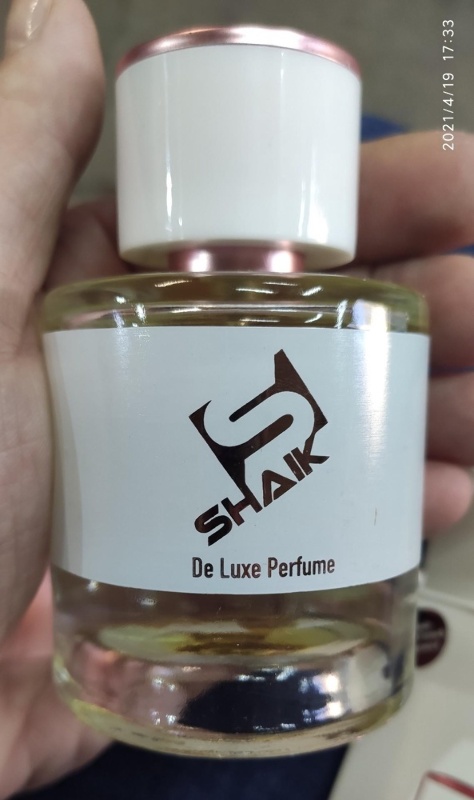 2021/4/19 17:33
S
SHAIK
De Luxe Perfume